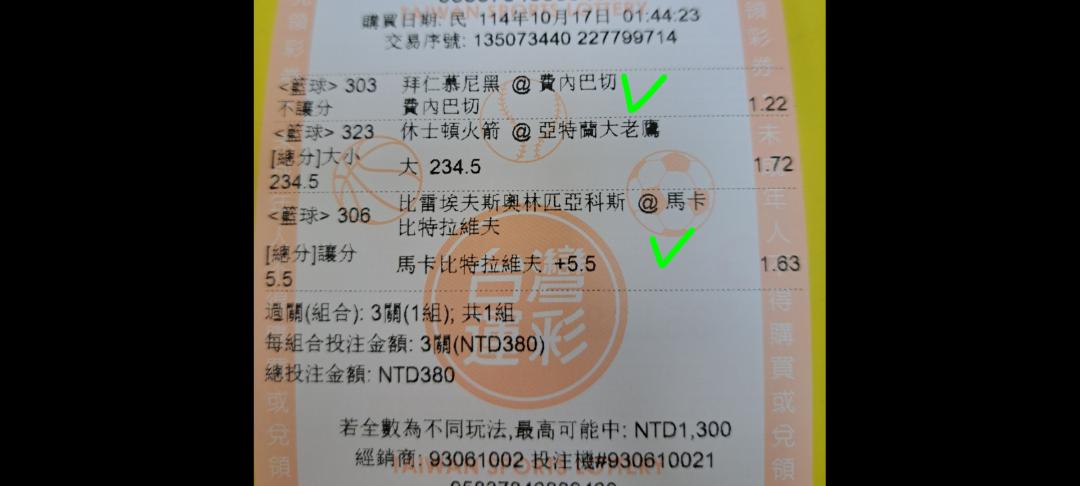 購買日期: 民 114年10月17日 01:44:23
交易序號: 135073440 227799714
<籃球> 303 拜仁慕尼黑 @ 費內巴切
不讓分 費內巴切 1.22
<籃球> 323 休士頓火箭 @ 亞特蘭大老鷹
[總分]大小 大 234.5 1.72
234.5
<籃球> 306 比雷埃夫斯奧林匹亞科斯 @ 馬卡
比特拉維夫
[總分]讓分 馬卡比特拉維夫 +5.5 1.63
5.5
過關(組合): 3關(1組); 共1組
每組合投注金額: 3關(NTD380)
總投注金額: NTD380
若全數為不同玩法,最高可能中: NTD1,300
經銷商: 93061002 投注機#930610021
台灣
運彩
TAIWAN SPORTS LOTTERY